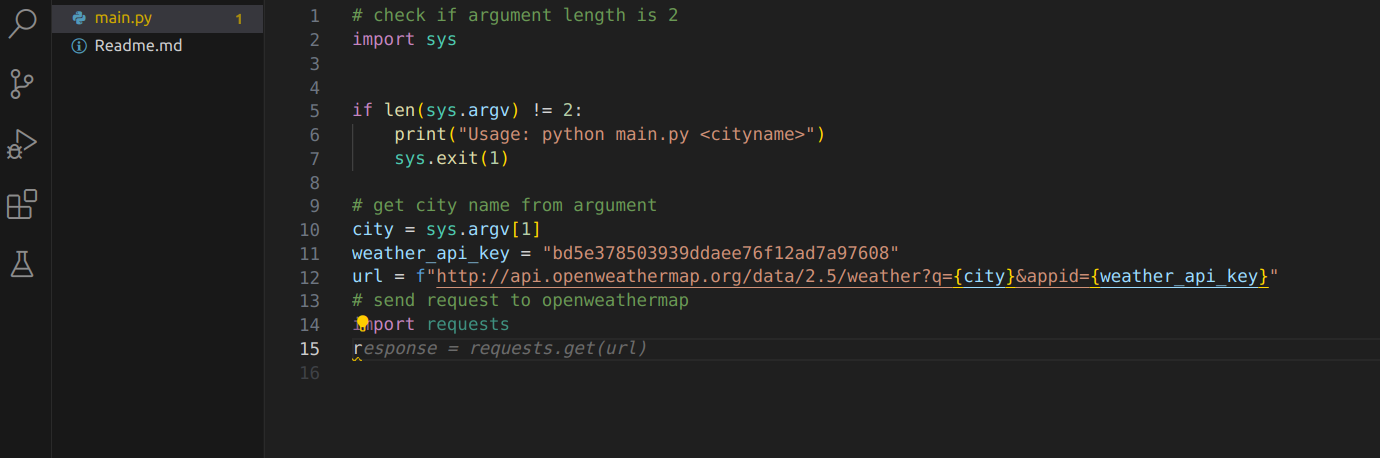 main.py 1
Readme.md
1 # check if argument length is 2
2 import sys
3
4
5 if len(sys.argv) != 2:
6 print("Usage: python main.py <cityname>")
7 sys.exit(1)
8
9 # get city name from argument
10 city = sys.argv[1]
11 weather_api_key = "bd5e378503939ddaee76f12ad7a97608"
12 url = f"http://api.openweathermap.org/data/2.5/weather?q={city}&appid={weather_api_key}"
13 # send request to openweathermap
14 import requests
15 response = requests.get(url)
16